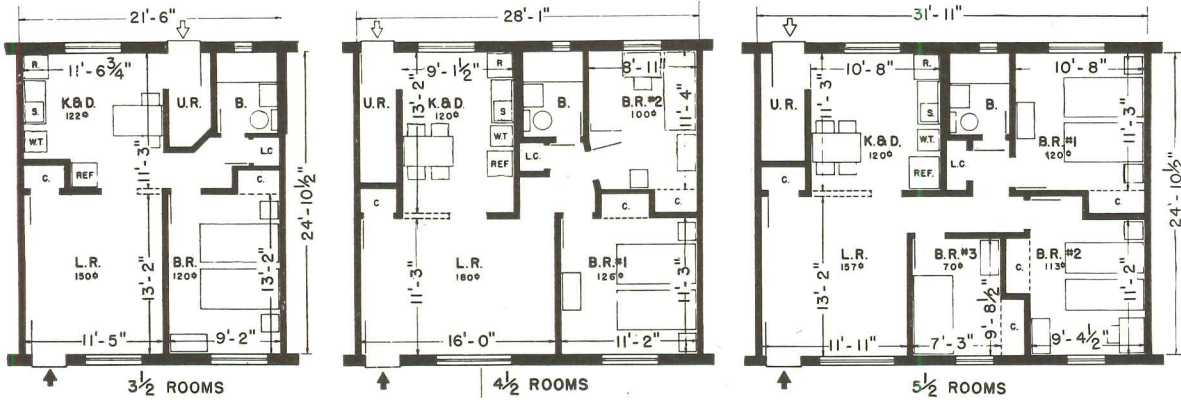 21'-6"
R.
11'-6 3/4"
K.& D.
122⌀
U.R.
B.
S.
W.T.
L.C
C.
REF
11'-3"
C.
24'-10 1/2"
L.R.
150⌀
B.R.
120⌀
13'-2"
13'-2"
11'-5"
9'-2"
3 1/2 ROOMS
28'-1"
R
9'-1 1/2"
8'-11"
13'-2"
U.R.
K.& D.
120⌀
S
B.
B.R.#2
100⌀
11'-4"
W.T
L.C.
REF
C
C.
C.
L.R.
180⌀
B.R.#1
126⌀
11'-3"
11'-3"
16'-0"
11'-2"
4 1/2 ROOMS
31'-11"
R.
10'-8"
10'-8"
11'-3"
U.R.
S.
B.
11'-3"
K.& D.
120⌀
W.T.
B.R.#1
120⌀
L.C
C.
REF.
C.
24'-10 1/2"
L.R.
157⌀
B.R.#3
70⌀
C.
B.R.#2
113⌀
13'-2"
9'-8 1/2"
11'-2"
C.
11'-11"
7'-3"
9'-4 1/2"
5 1/2 ROOMS